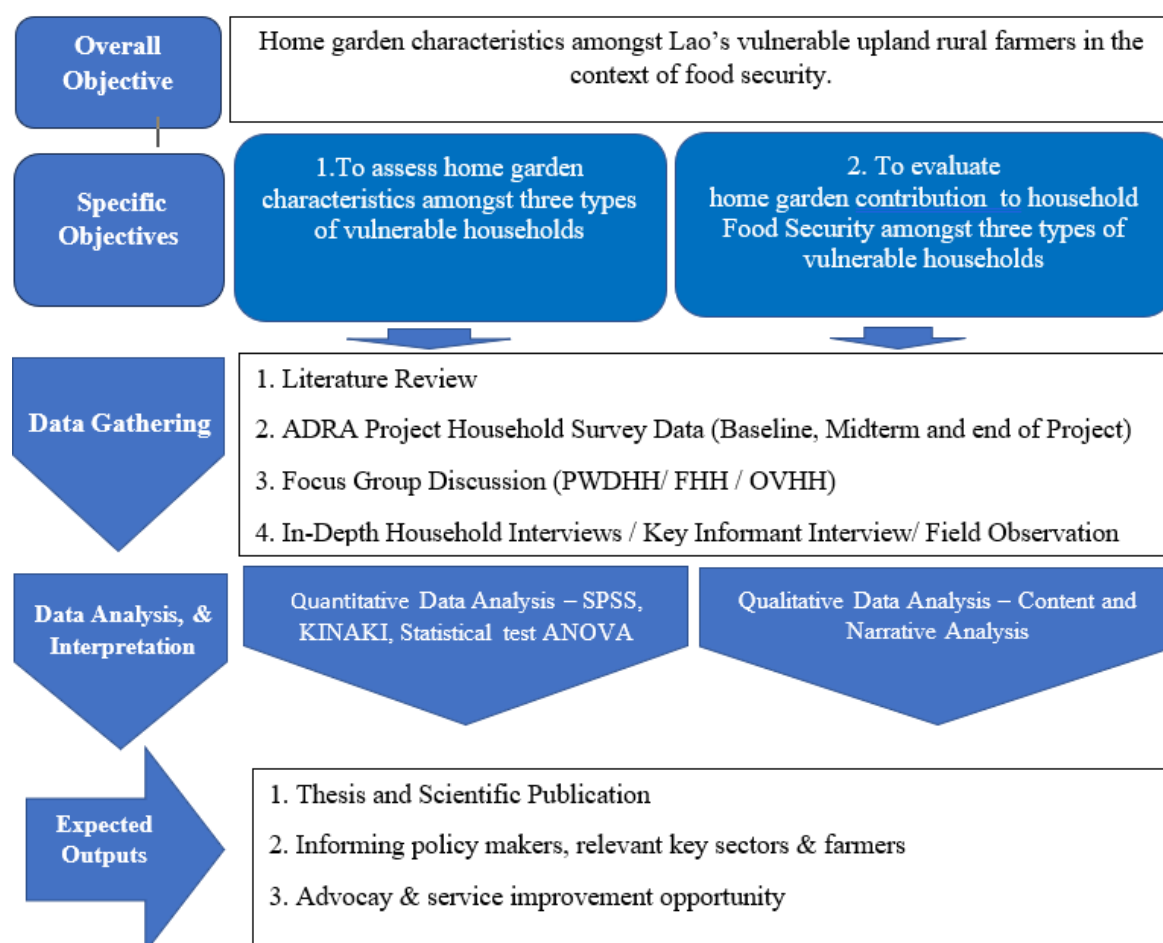 Overall
Objective
Home garden characteristics amongst Lao’s vulnerable upland rural farmers in the
context of food security.
Specific
Objectives
1.To assess home garden
characteristics amongst three types
of vulnerable households
2. To evaluate
home garden contribution to household
Food Security amongst three types of
vulnerable households
Data Gathering
1. Literature Review
2. ADRA Project Household Survey Data (Baseline, Midterm and end of Project)
3. Focus Group Discussion (PWDHH/ FHH / OVHH)
4. In-Depth Household Interviews / Key Informant Interview/ Field Observation
Data Analysis, &
Interpretation
Quantitative Data Analysis – SPSS,
KINAKI, Statistical test ANOVA
Qualitative Data Analysis – Content and
Narrative Analysis
Expected
Outputs
1. Thesis and Scientific Publication
2. Informing policy makers, relevant key sectors & farmers
3. Advocay & service improvement opportunity